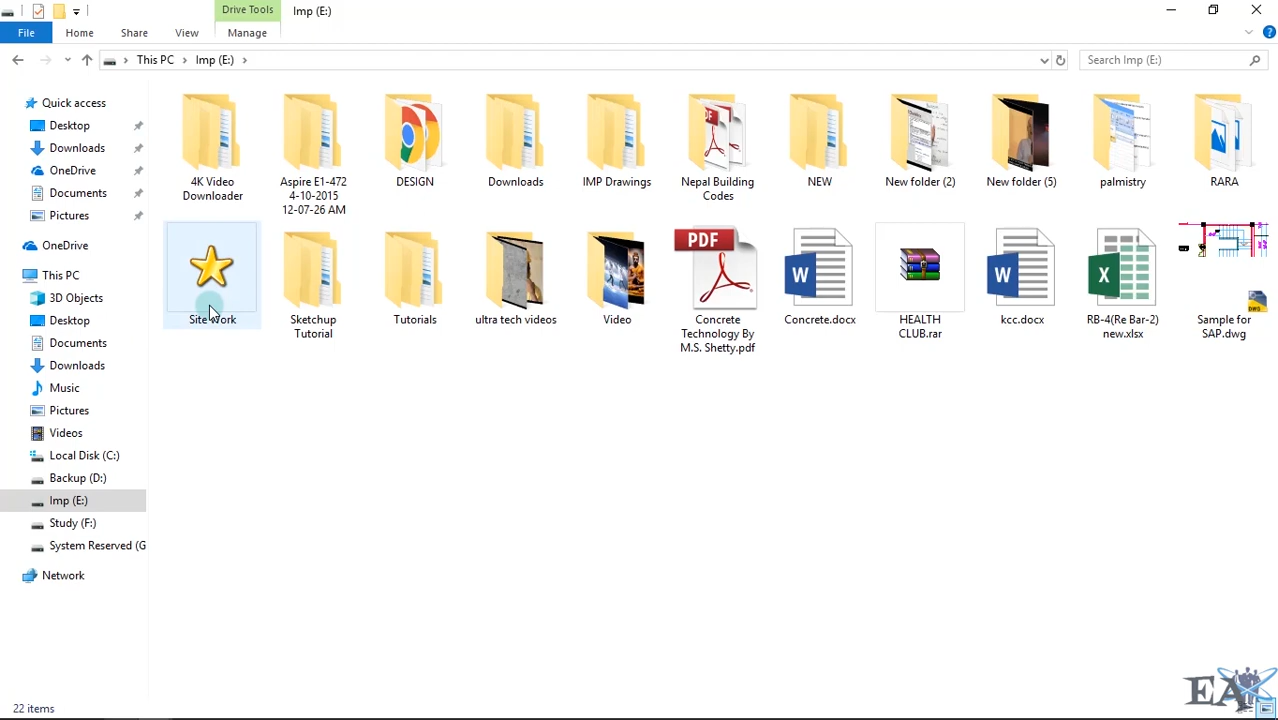 Drive Tools
Imp (E:)
File
Home
Share
View
Manage
This PC
Imp (E:)
Search Imp (E:)
Quick access
Desktop
Downloads
OneDrive
Documents
Pictures
OneDrive
This PC
3D Objects
Desktop
Documents
Downloads
Music
Pictures
Videos
Local Disk (C:)
Backup (D:)
Imp (E:)
Study (F:)
System Reserved (G
Network
4K Video
Downloader
Aspire E1-472
4-10-2015
12-07-26 AM
DESIGN
Downloads
IMP Drawings
Nepal Building
Codes
NEW
New folder (2)
New folder (5)
palmistry
RARA
Site Work
Sketchup
Tutorial
Tutorials
ultra tech videos
Video
PDF
Concrete
Technology By
M.S. Shetty.pdf
W
Concrete.docx
HEALTH
CLUB.rar
W
kcc.docx
X
RB-4(Re Bar-2)
new.xlsx
DWG
Sample for
SAP.dwg
22 items
EA